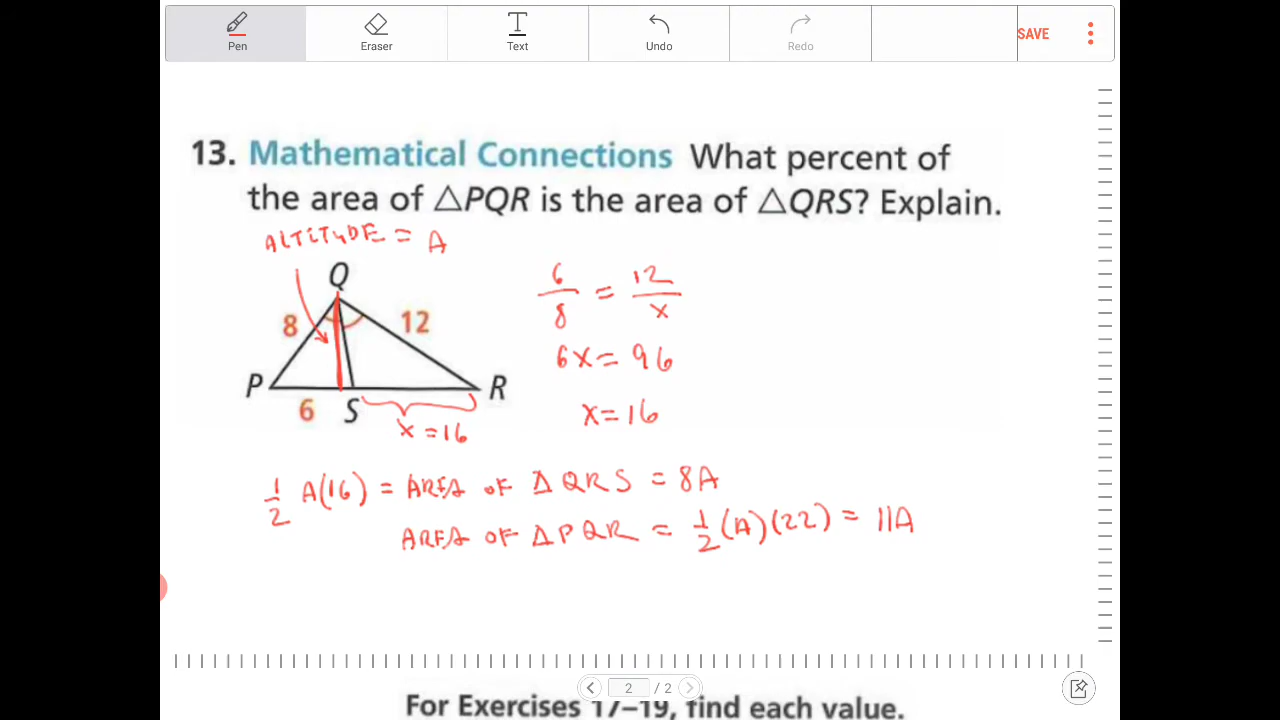 Pen Eraser Text Undo Redo SAVE
13. Mathematical Connections What percent of
the area of △PQR is the area of △QRS? Explain.
ALTITUDE = A
Q
8 12
P R
6 S
x = 16
6/8 = 12/x
6x = 96
x = 16
1/2 A(16) = AREA OF △QRS = 8A
AREA OF △PQR = 1/2 (A)(22) = 11A
2 / 2
For Exercises 17–19, find each value.